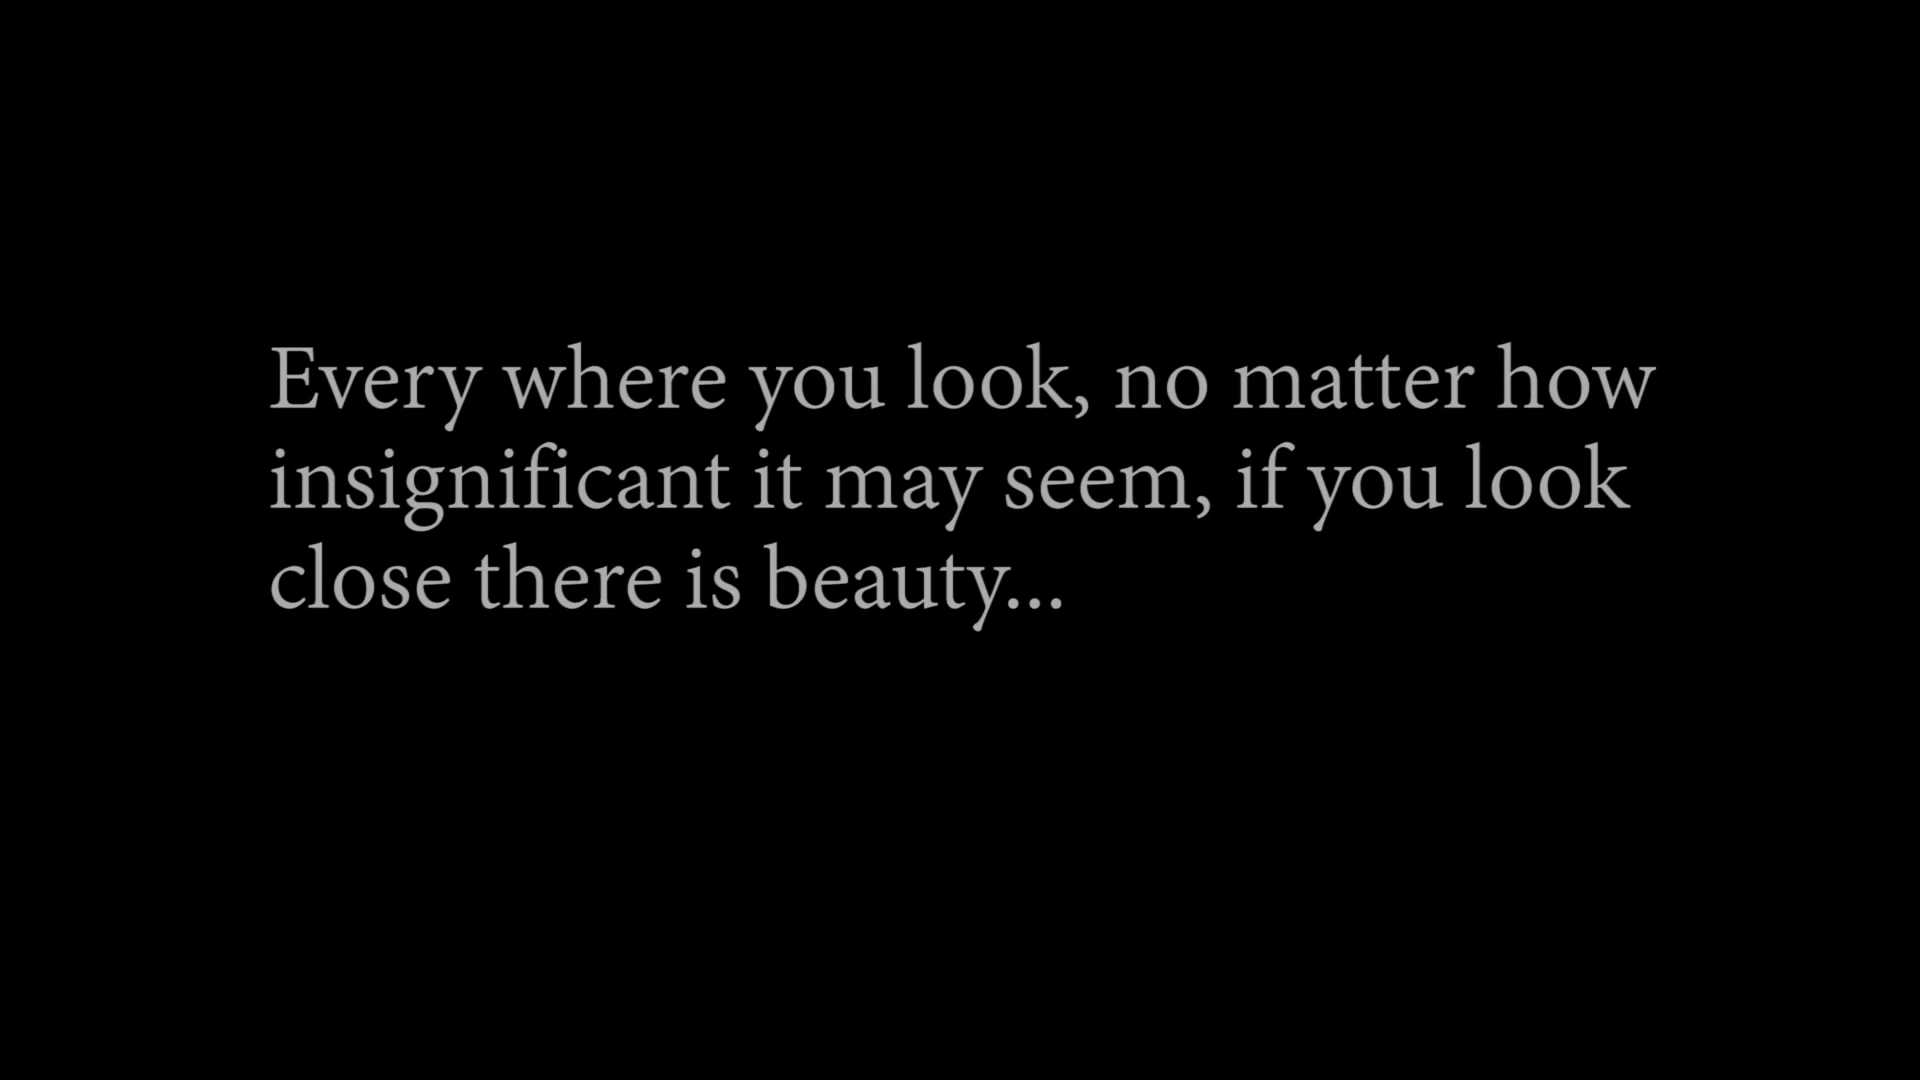 Every where you look, no matter how
insignificant it may seem, if you look
close there is beauty...